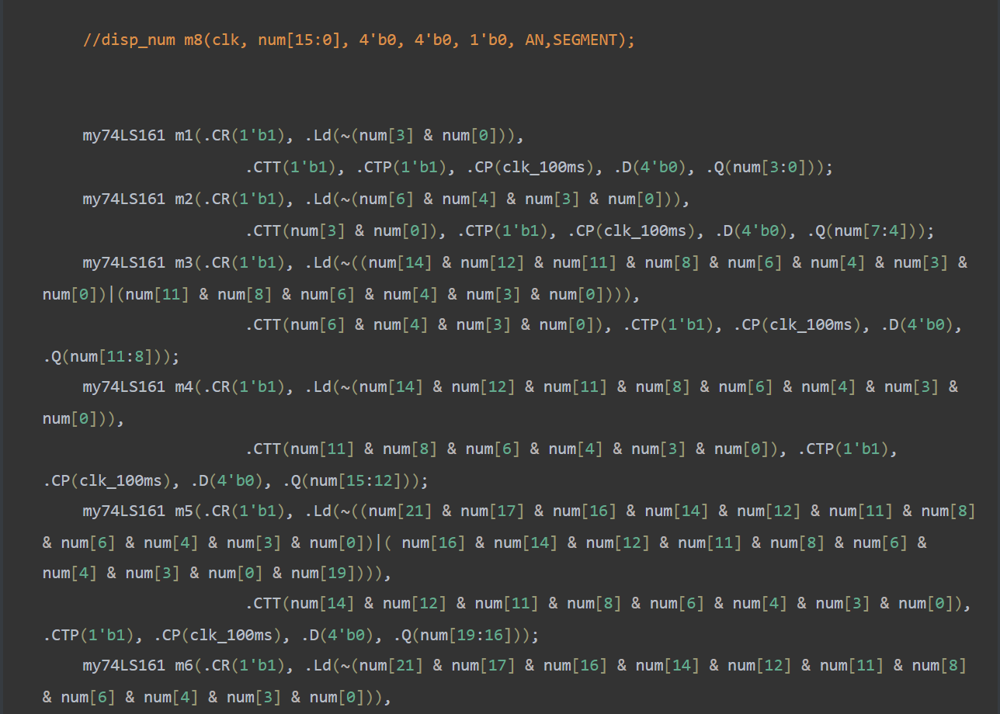 //disp_num m8(clk, num[15:0], 4'b0, 4'b0, 1'b0, AN,SEGMENT);
my74LS161 m1(.CR(1'b1), .Ld(~(num[3] & num[0])),
.CTT(1'b1), .CTP(1'b1), .CP(clk_100ms), .D(4'b0), .Q(num[3:0]));
my74LS161 m2(.CR(1'b1), .Ld(~(num[6] & num[4] & num[3] & num[0])),
.CTT(num[3] & num[0]), .CTP(1'b1), .CP(clk_100ms), .D(4'b0), .Q(num[7:4]));
my74LS161 m3(.CR(1'b1), .Ld(~((num[14] & num[12] & num[11] & num[8] & num[6] & num[4] & num[3] &
num[0])|(num[11] & num[8] & num[6] & num[4] & num[3] & num[0]))),
.CTT(num[6] & num[4] & num[3] & num[0]), .CTP(1'b1), .CP(clk_100ms), .D(4'b0),
.Q(num[11:8]));
my74LS161 m4(.CR(1'b1), .Ld(~(num[14] & num[12] & num[11] & num[8] & num[6] & num[4] & num[3] &
num[0])),
.CTT(num[11] & num[8] & num[6] & num[4] & num[3] & num[0]), .CTP(1'b1),
.CP(clk_100ms), .D(4'b0), .Q(num[15:12]));
my74LS161 m5(.CR(1'b1), .Ld(~((num[21] & num[17] & num[16] & num[14] & num[12] & num[11] & num[8]
& num[6] & num[4] & num[3] & num[0])|( num[16] & num[14] & num[12] & num[11] & num[8] & num[6] &
num[4] & num[3] & num[0] & num[19]))),
.CTT(num[14] & num[12] & num[11] & num[8] & num[6] & num[4] & num[3] & num[0]),
.CTP(1'b1), .CP(clk_100ms), .D(4'b0), .Q(num[19:16]));
my74LS161 m6(.CR(1'b1), .Ld(~(num[21] & num[17] & num[16] & num[14] & num[12] & num[11] & num[8]
& num[6] & num[4] & num[3] & num[0])),